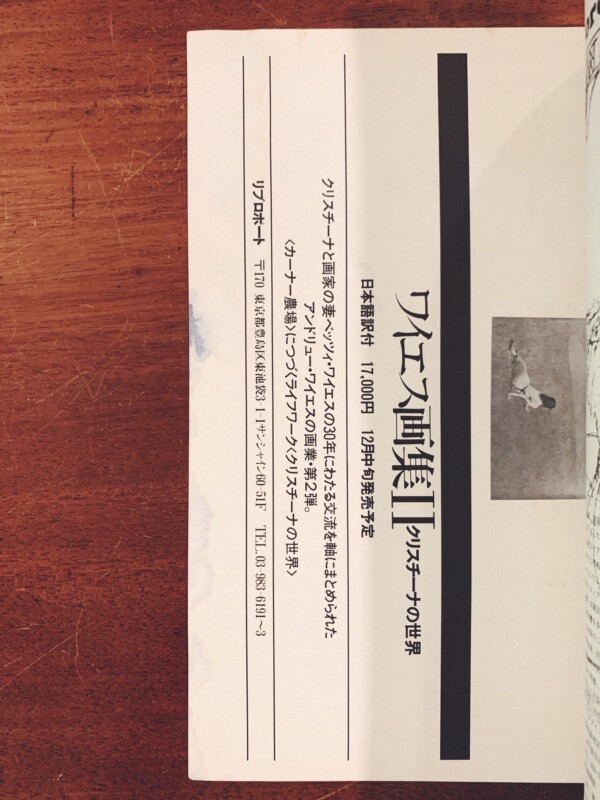 ワイエス画集II クリスチーナの世界
日本語訳付 17,000円 12月中旬発売予定
クリスチーナと画家の妻ベッツィ・ワイエスの30年にわたる交流を軸にまとめられた
アンドリュー・ワイエスの画業・第2弾。
〈カーナー農場〉につづくライフワーク〈クリスチーナの世界〉
リブロポート 〒170 東京都豊島区東池袋3-1-1サンシャイン60-51F TEL.03-983-6191〜3